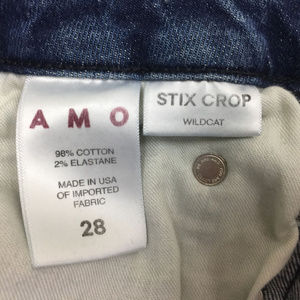 AMO
98% COTTON
2% ELASTANE
MADE IN USA
OF IMPORTED
FABRIC
28
STIX CROP
WILDCAT